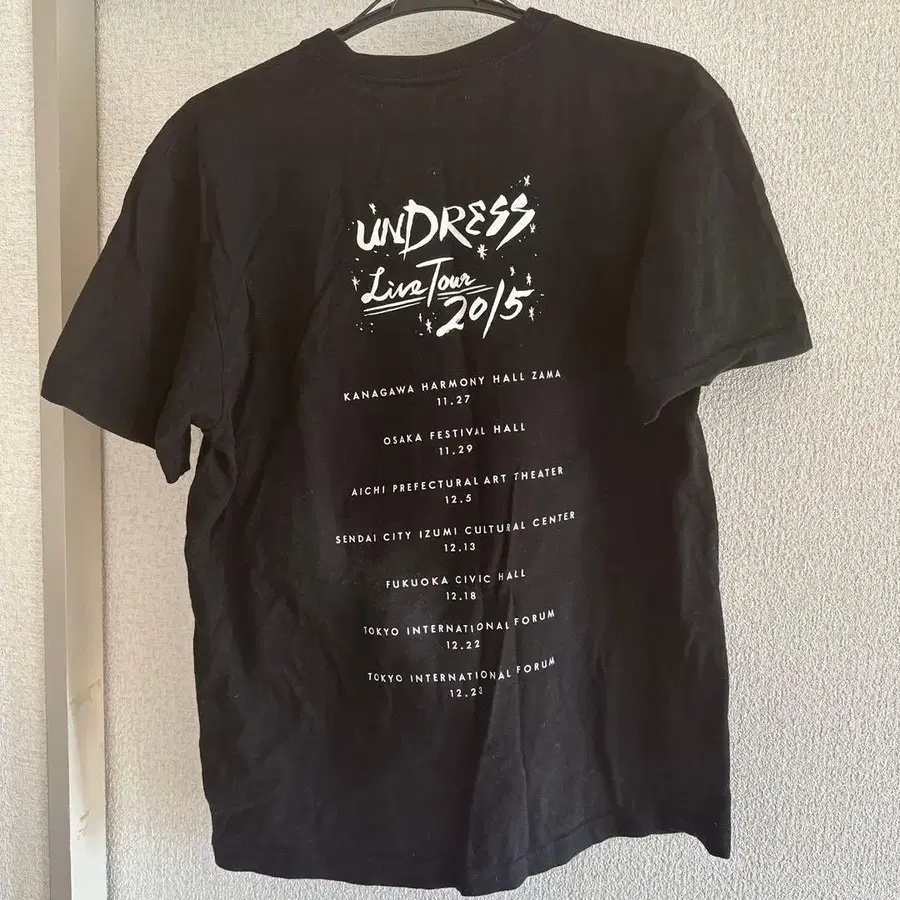 UNDRESS
Live Tour
2015
KANAGAWA HARMONY HALL ZAMA
11.27
OSAKA FESTIVAL HALL
11.29
AICHI PREFECTURAL ART THEATER
12.5
SENDAI CITY IZUMI CULTURAL CENTER
12.13
FUKUOKA CIVIC HALL
12.18
TOKYO INTERNATIONAL FORUM
12.22
TOKYO INTERNATIONAL FORUM
12.23